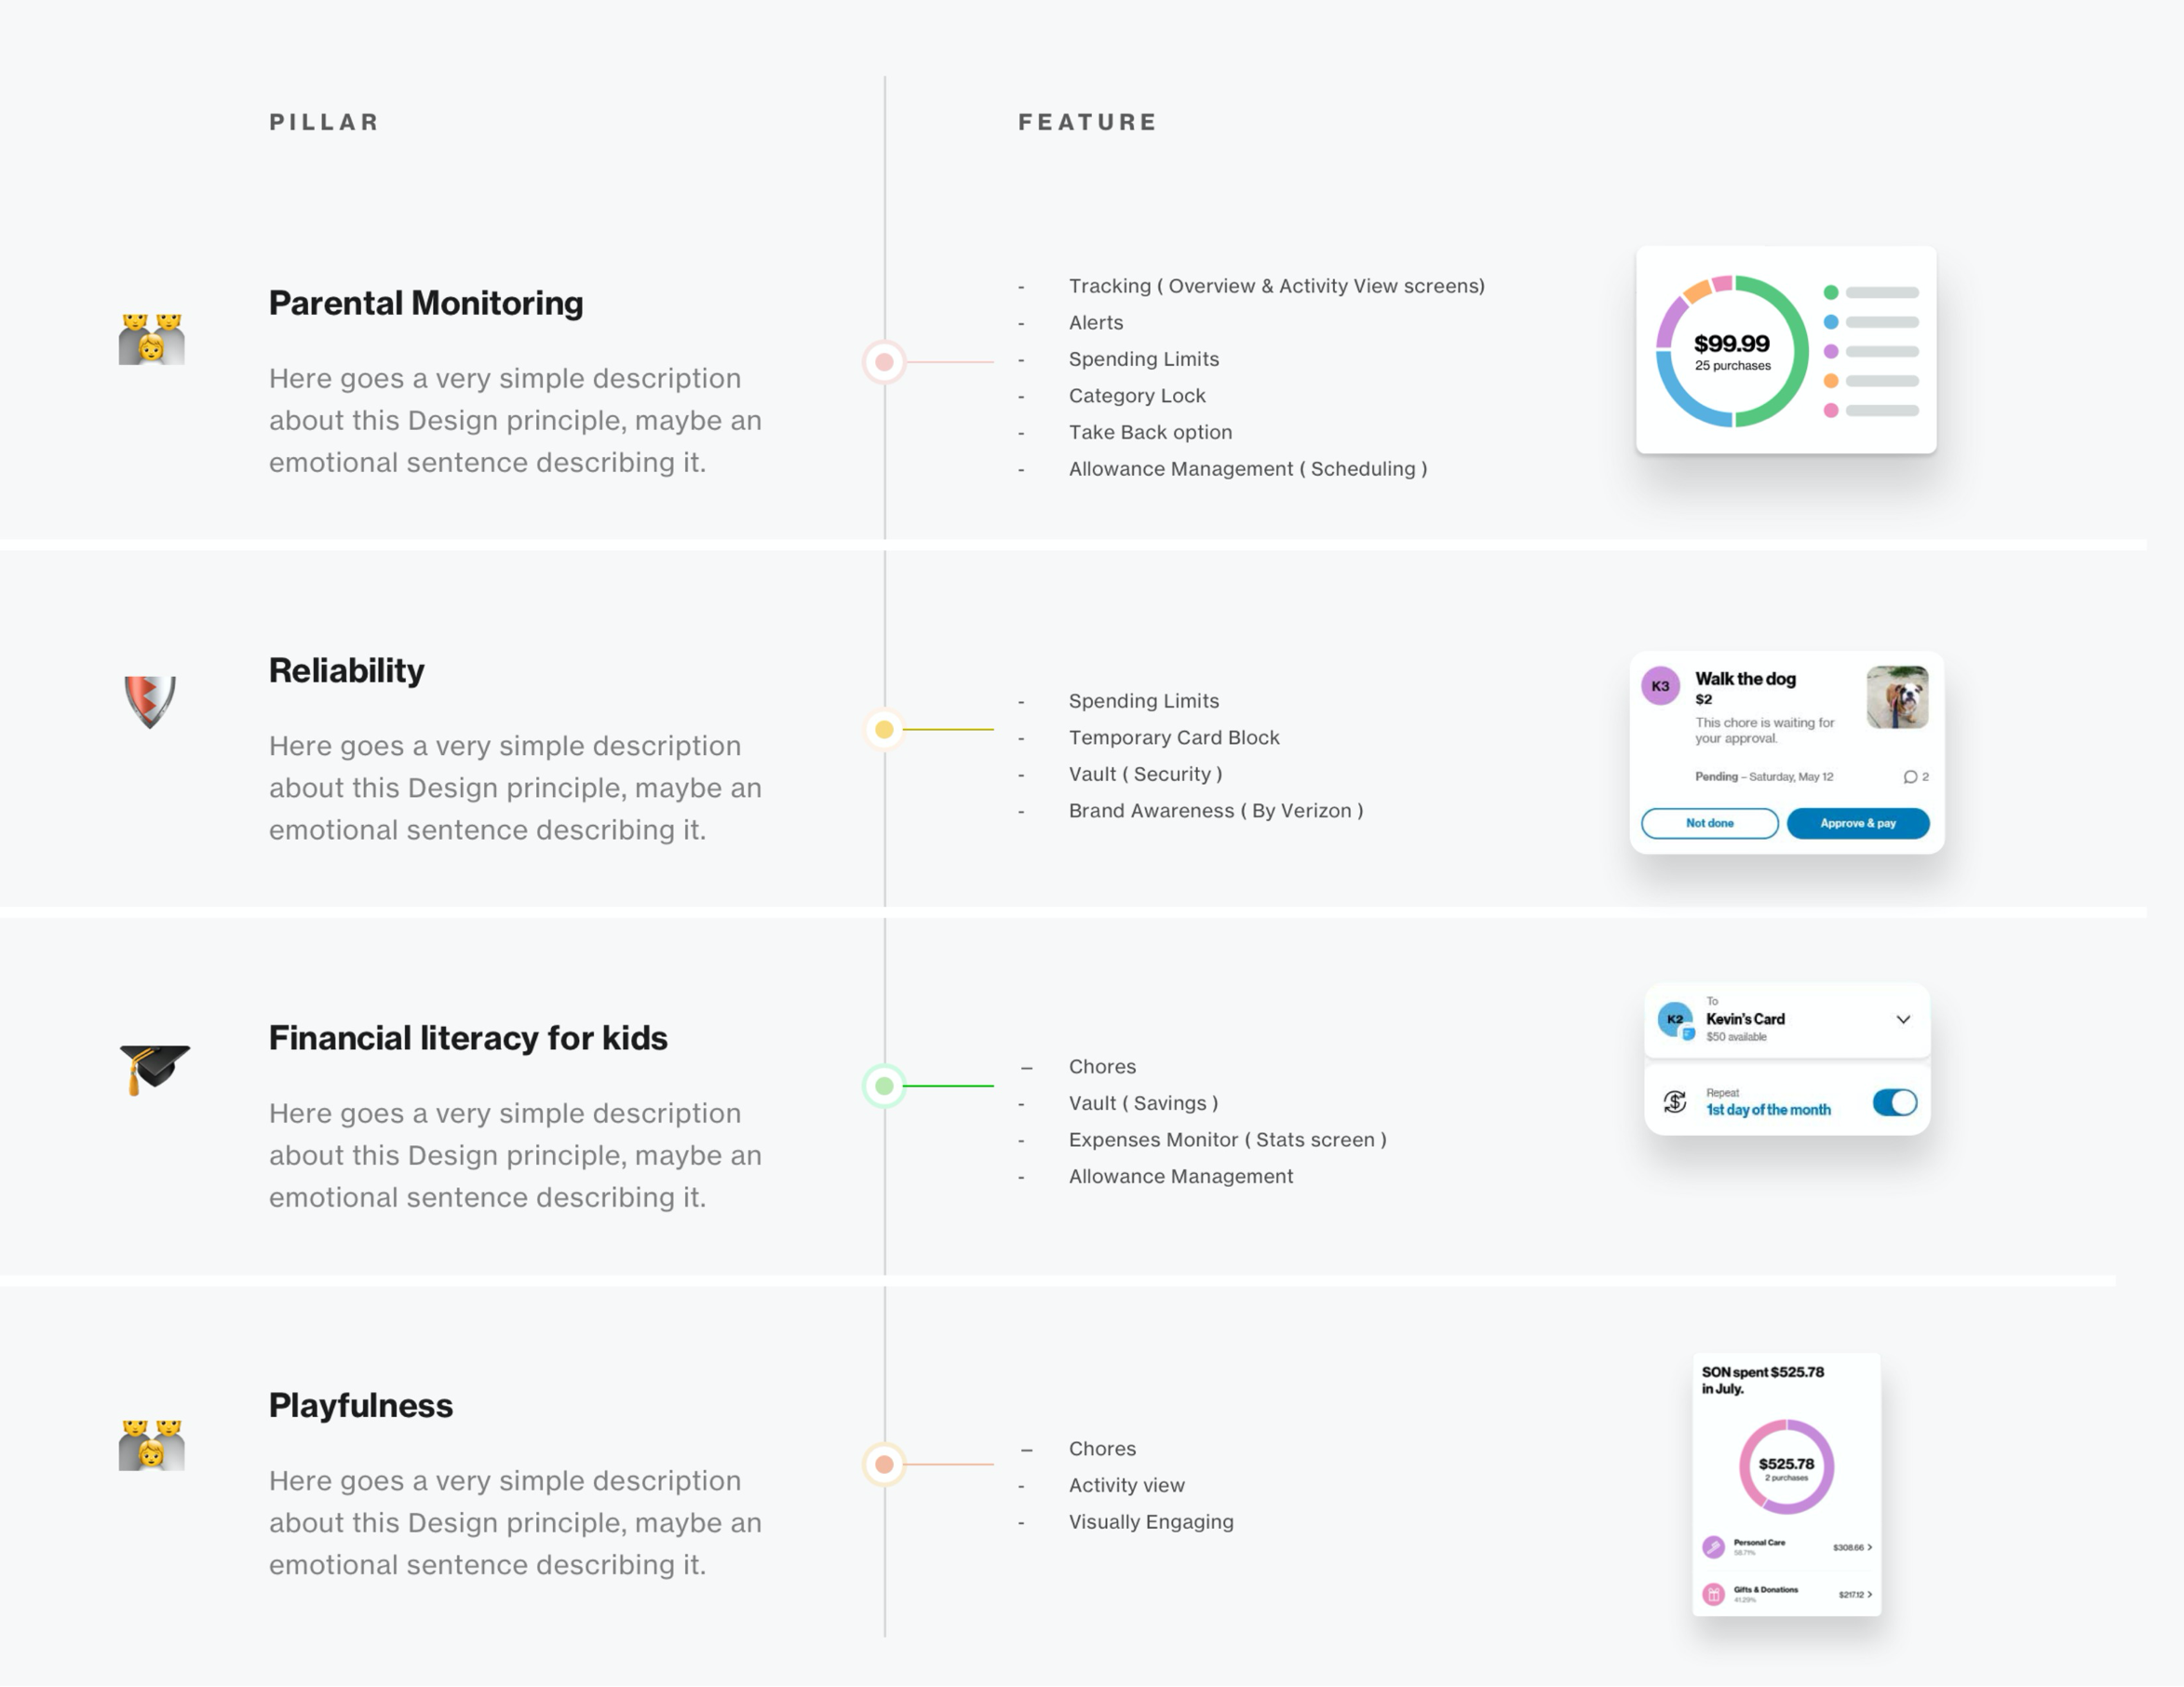 PILLAR
FEATURE
Parental Monitoring
Here goes a very simple description
about this Design principle, maybe an
emotional sentence describing it.
- Tracking ( Overview & Activity View screens)
- Alerts
- Spending Limits
- Category Lock
- Take Back option
- Allowance Management ( Scheduling )
$99.99
25 purchases
Reliability
Here goes a very simple description
about this Design principle, maybe an
emotional sentence describing it.
- Spending Limits
- Temporary Card Block
- Vault ( Security )
- Brand Awareness ( By Verizon )
K3
Walk the dog
$2
This chore is waiting for
your approval.
Pending – Saturday, May 12
2
Not done
Approve & pay
Financial literacy for kids
Here goes a very simple description
about this Design principle, maybe an
emotional sentence describing it.
– Chores
- Vault ( Savings )
- Expenses Monitor ( Stats screen )
- Allowance Management
K2
To
Kevin's Card
$50 available
Repeat
1st day of the month
Playfulness
Here goes a very simple description
about this Design principle, maybe an
emotional sentence describing it.
– Chores
- Activity view
- Visually Engaging
SON spent $525.78
in July.
$525.78
2 purchases
Personal Care
58.71%
$308.66
Gifts & Donations
41.29%
$217.12